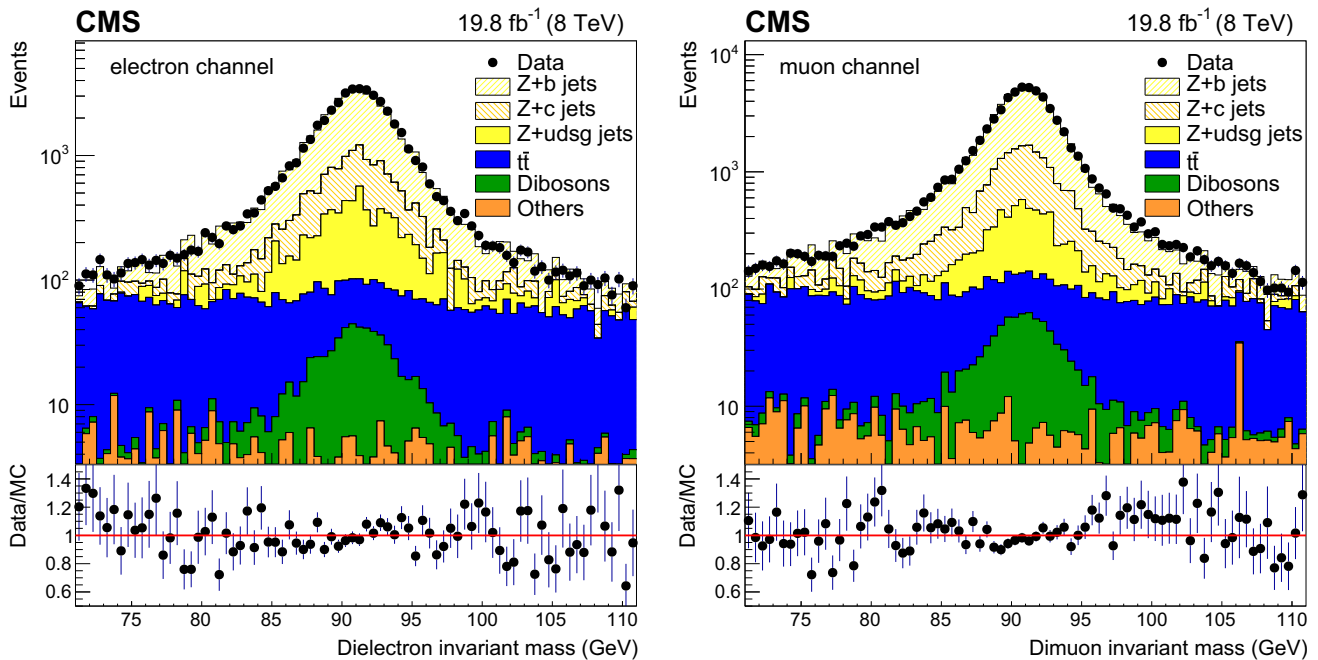 CMS 19.8 fb⁻¹ (8 TeV)
Events
electron channel
Data
Z+b jets
Z+c jets
Z+udsg jets
tt̄
Dibosons
Others
10³
10²
10
Data/MC
1.4
1.2
1
0.8
0.6
75 80 85 90 95 100 105 110
Dielectron invariant mass (GeV)
CMS 19.8 fb⁻¹ (8 TeV)
Events
muon channel
Data
Z+b jets
Z+c jets
Z+udsg jets
tt̄
Dibosons
Others
10⁴
10³
10²
10
Data/MC
1.4
1.2
1
0.8
0.6
75 80 85 90 95 100 105 110
Dimuon invariant mass (GeV)